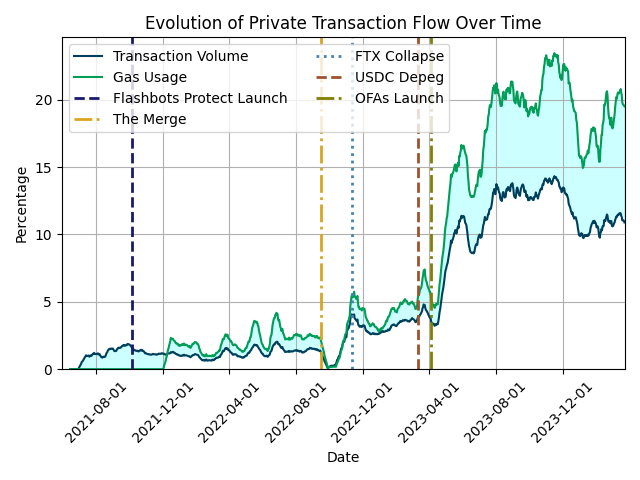 Evolution of Private Transaction Flow Over Time
Transaction Volume
Gas Usage
Flashbots Protect Launch
The Merge
FTX Collapse
USDC Depeg
OFAs Launch
Percentage
20
15
10
5
0
2021-08-01
2021-12-01
2022-04-01
2022-08-01
2022-12-01
2023-04-01
2023-08-01
2023-12-01
Date